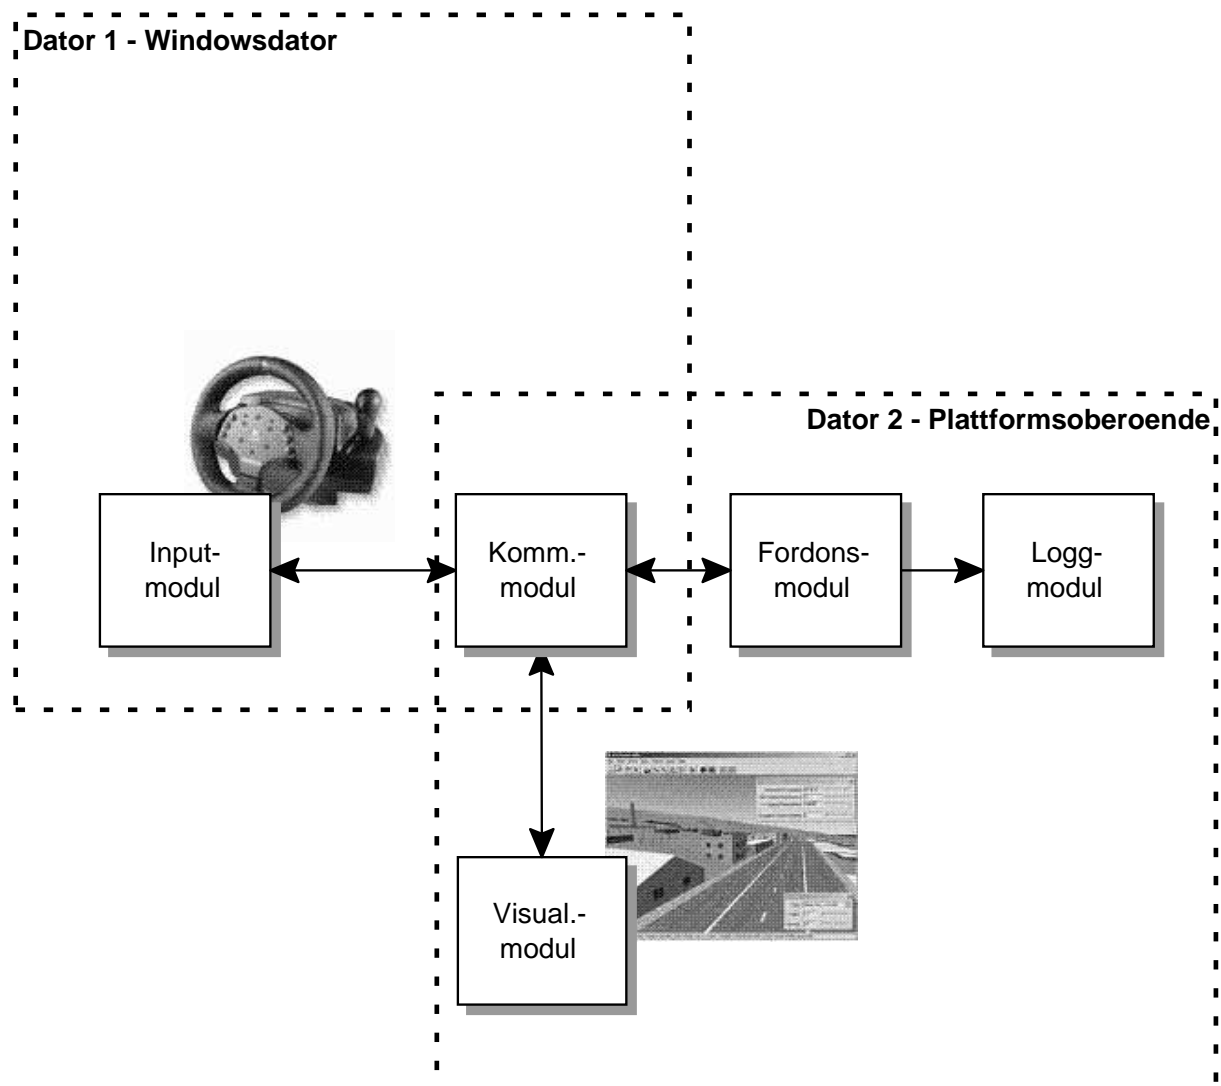 Dator 1 - Windowsdator
Dator 2 - Plattformsoberoende
Input-
modul
Komm.-
modul
Fordons-
modul
Logg-
modul
Visual.-
modul